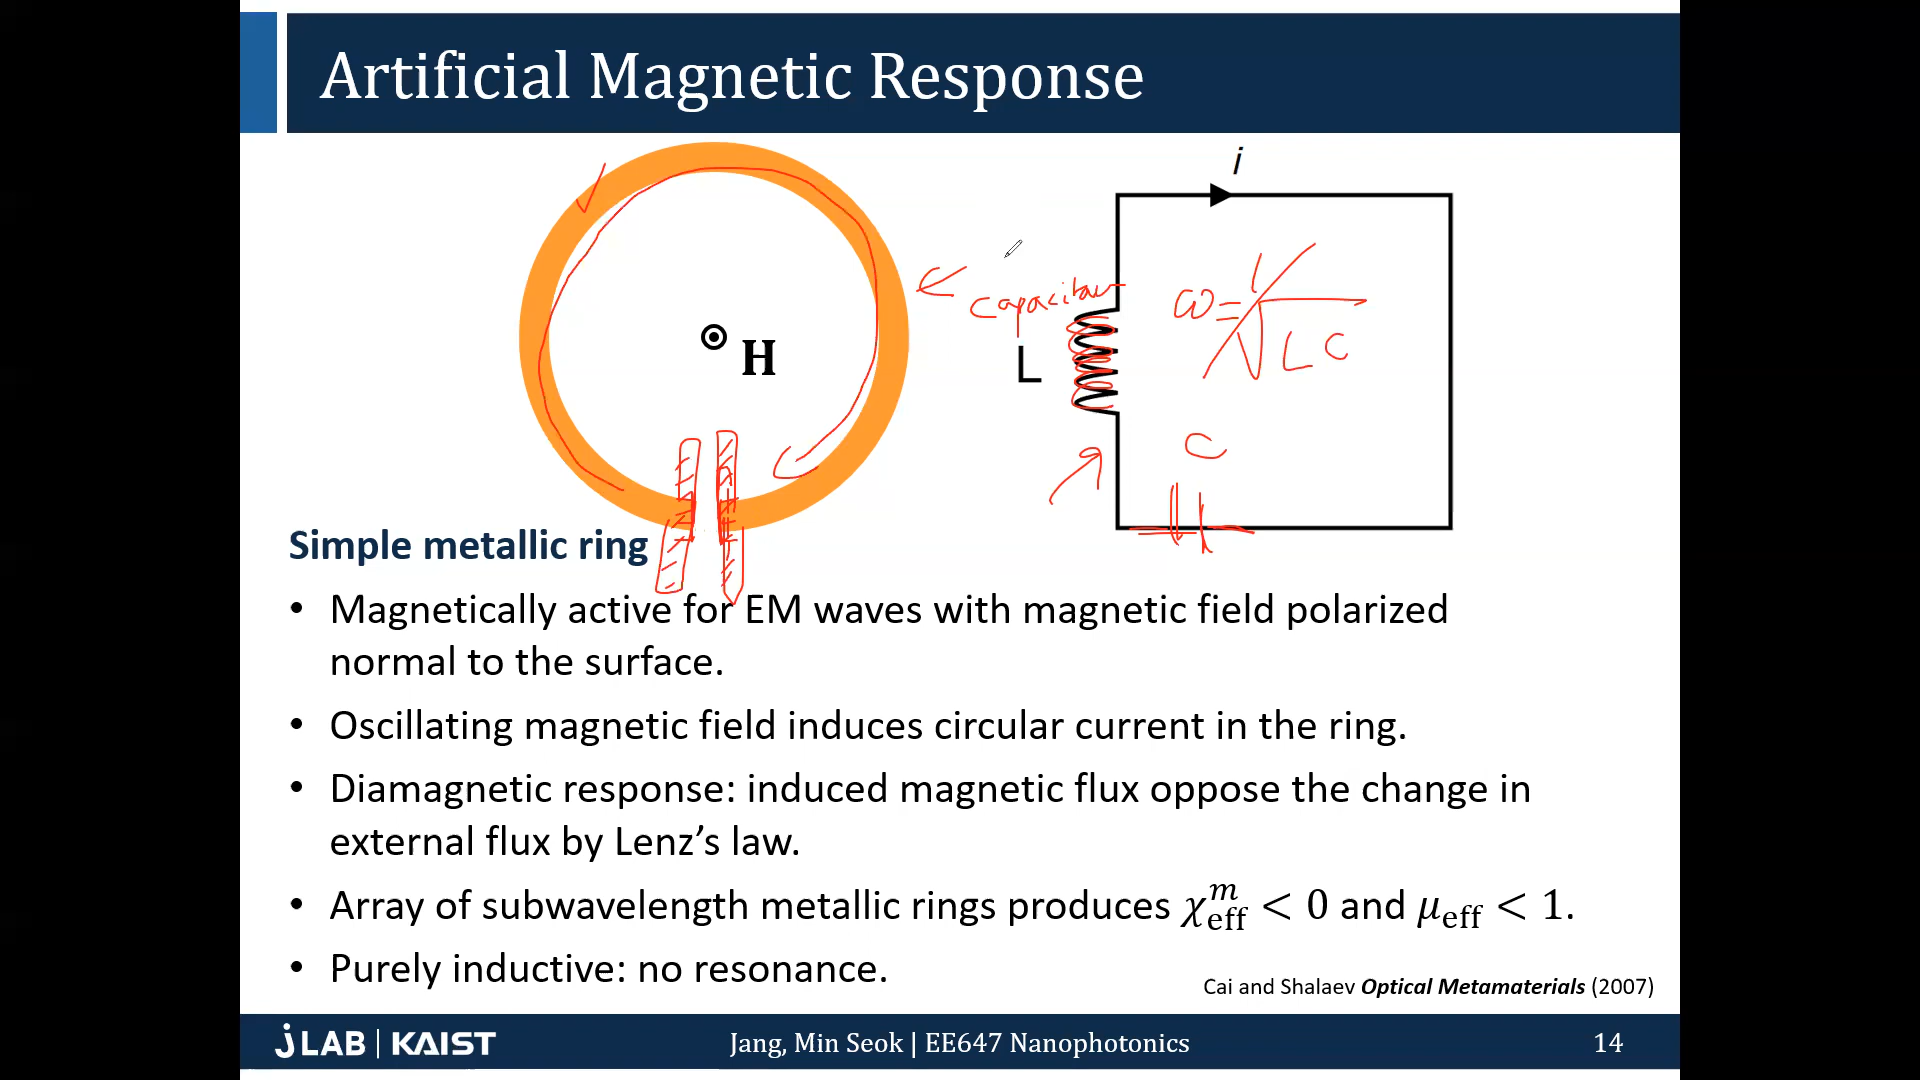 Artificial Magnetic Response
i
H
capacitor
L
ω = 1/√LC
C
Simple metallic ring
• Magnetically active for EM waves with magnetic field polarized
normal to the surface.
• Oscillating magnetic field induces circular current in the ring.
• Diamagnetic response: induced magnetic flux oppose the change in
external flux by Lenz’s law.
• Array of subwavelength metallic rings produces χ^m_eff < 0 and μ_eff < 1.
• Purely inductive: no resonance.
Cai and Shalaev Optical Metamaterials (2007)
jLAB | KAIST
Jang, Min Seok | EE647 Nanophotonics
14